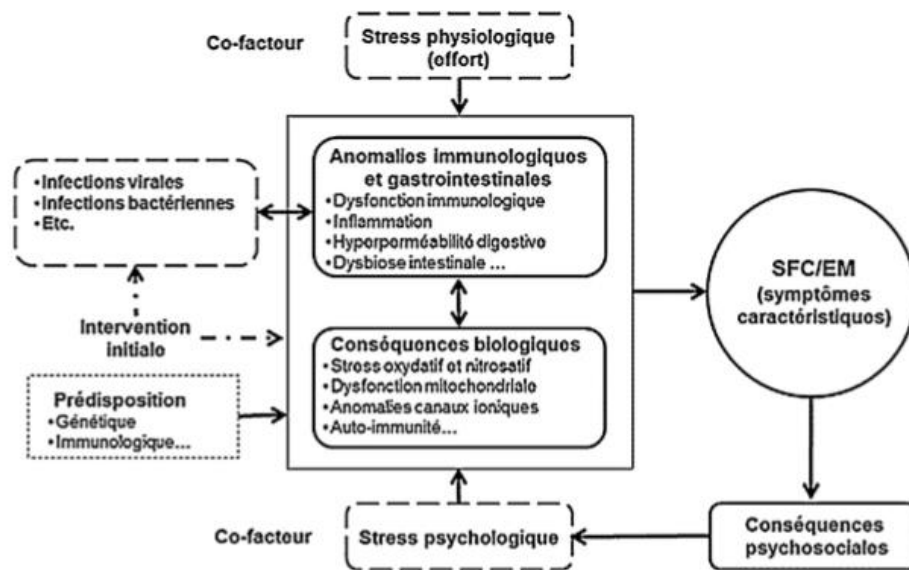 Co-facteur
Stress physiologique
(effort)
Anomalies immunologiques
et gastrointestinales
•Dysfonction immunologique
•Inflammation
•Hyperporméabilité digestivo
•Dysbiose intestinale ...
•Infections virales
•Infections bactériennes
•Etc.
Intervention
initiale
Prédisposition
•Génétique
•Immunologique...
Conséquences biologiques
•Stress oxydatif et nitrosatif
•Dysfonction mitochondriale
•Anomalies canaux ioniques
•Auto-immunité...
SFC/EM
(symptômes
caractéristiques)
Co-facteur
Stress psychologique
Conséquences
psychosociales